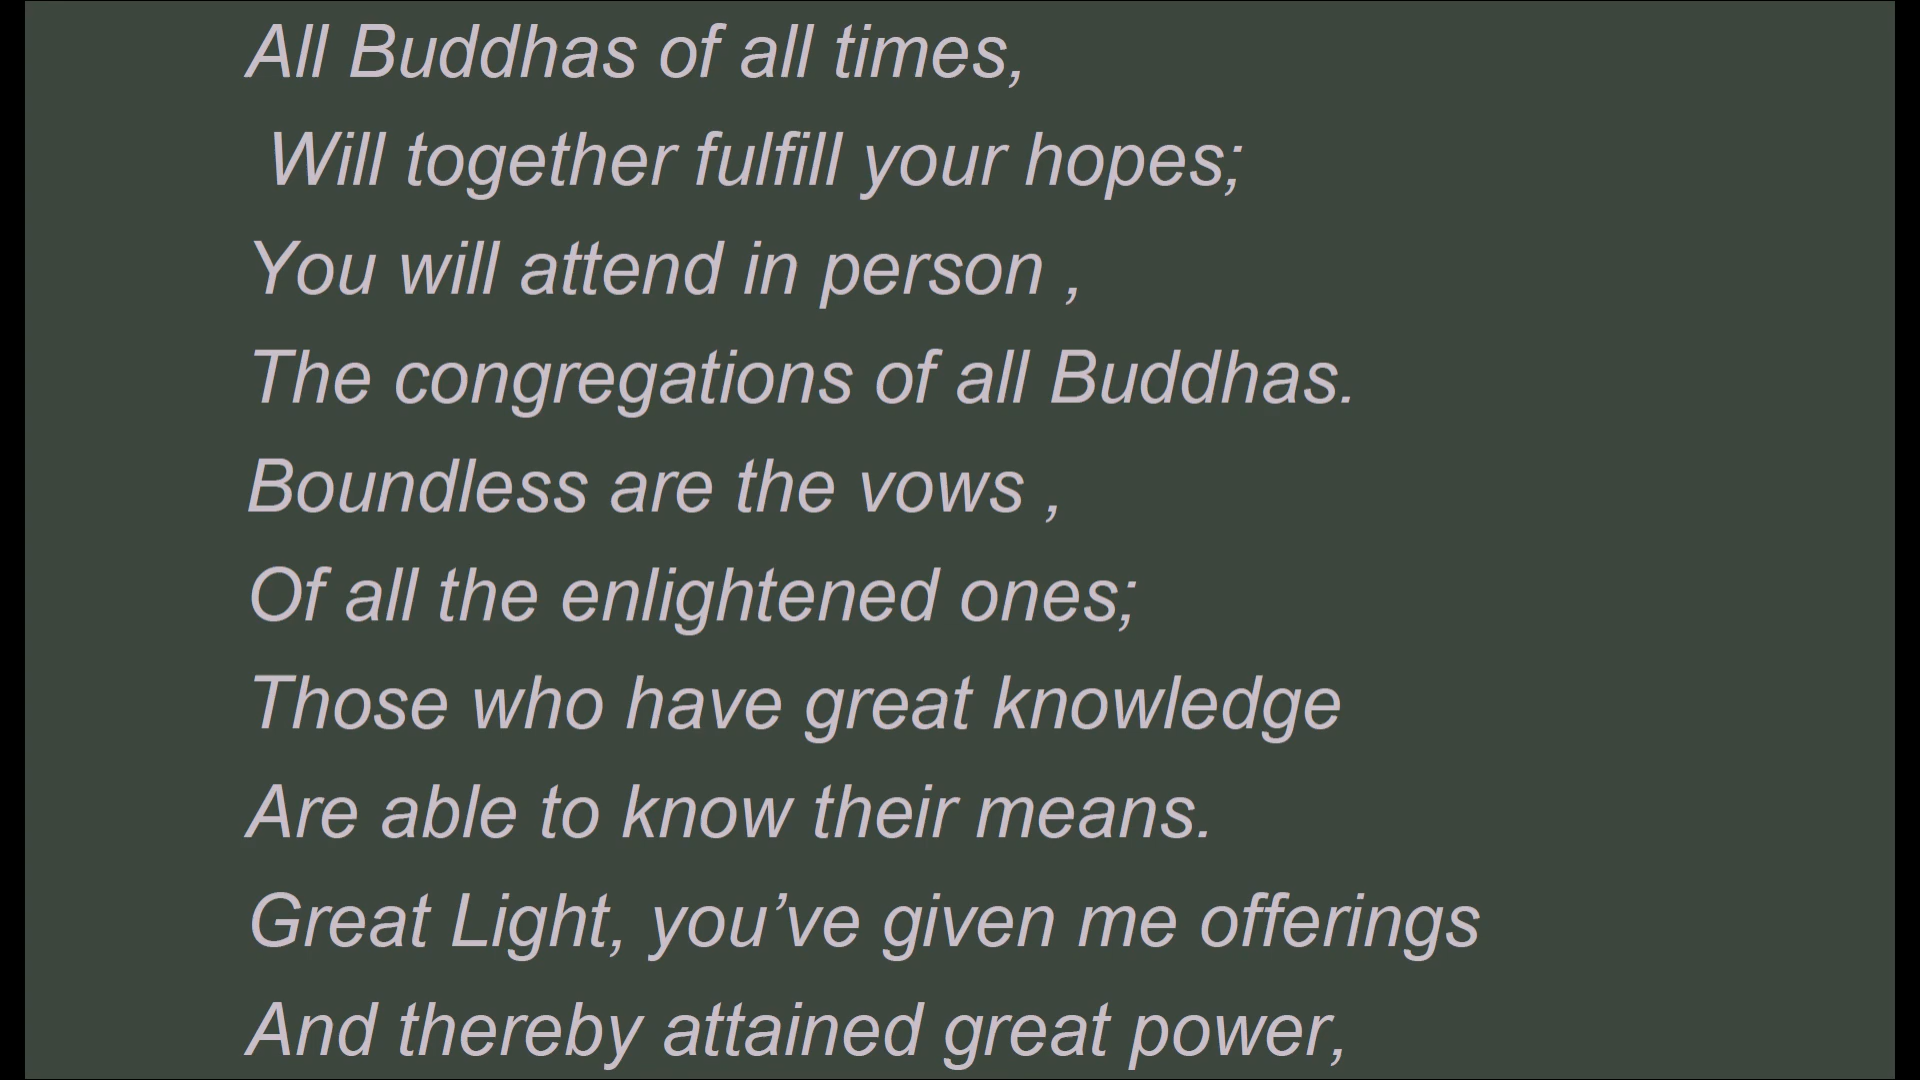 All Buddhas of all times,
Will together fulfill your hopes;
You will attend in person ,
The congregations of all Buddhas.
Boundless are the vows ,
Of all the enlightened ones;
Those who have great knowledge
Are able to know their means.
Great Light, you’ve given me offerings
And thereby attained great power,